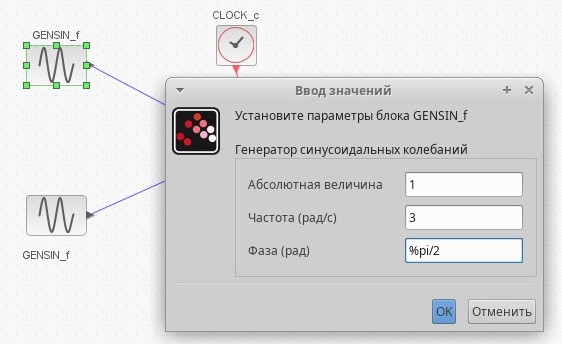 CLOCK_c
GENSIN_f
Ввод значений
Установите параметры блока GENSIN_f
Генератор синусоидальных колебаний
Абсолютная величина 1
Частота (рад/с) 3
Фаза (рад) %pi/2
GENSIN_f
OK Отменить